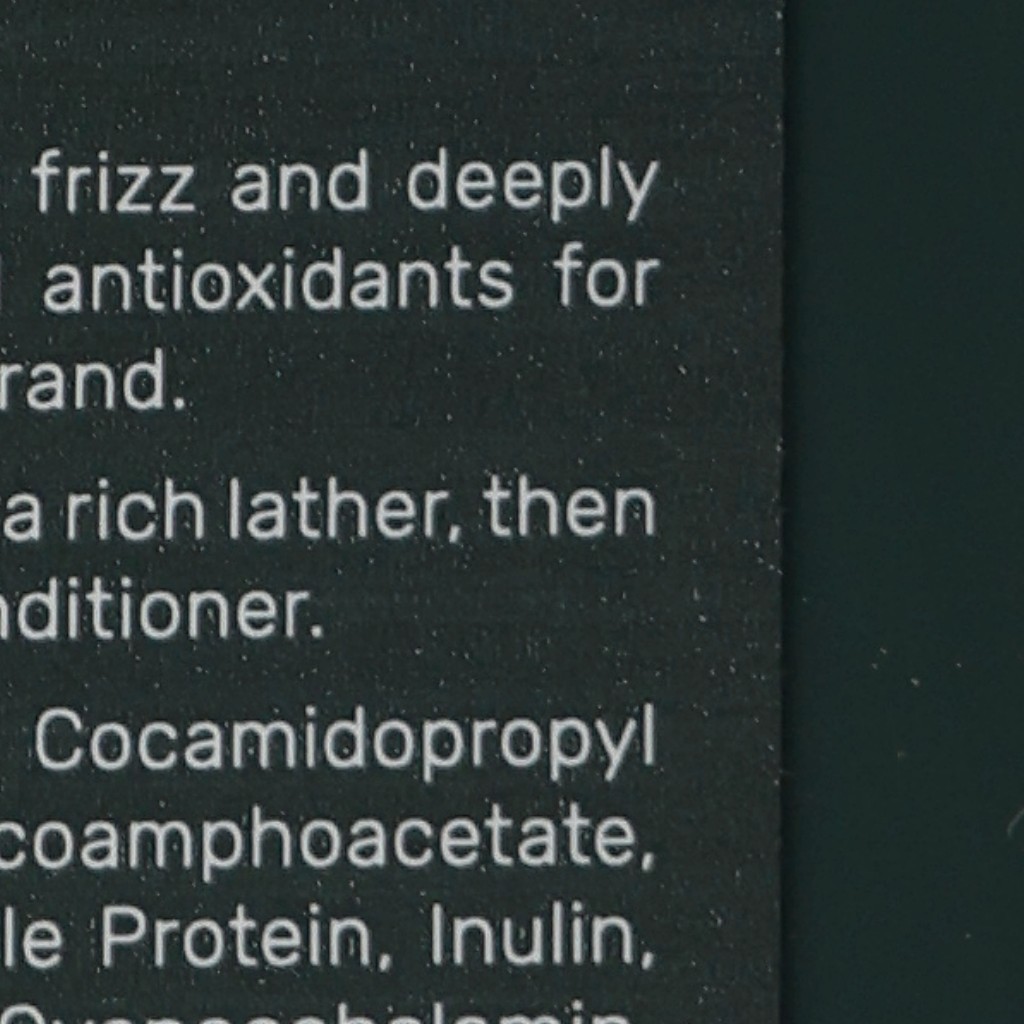 frizz and deeply
antioxidants for
rand.
a rich lather, then
nditioner.
Cocamidopropyl
coamphoacetate,
le Protein, Inulin,